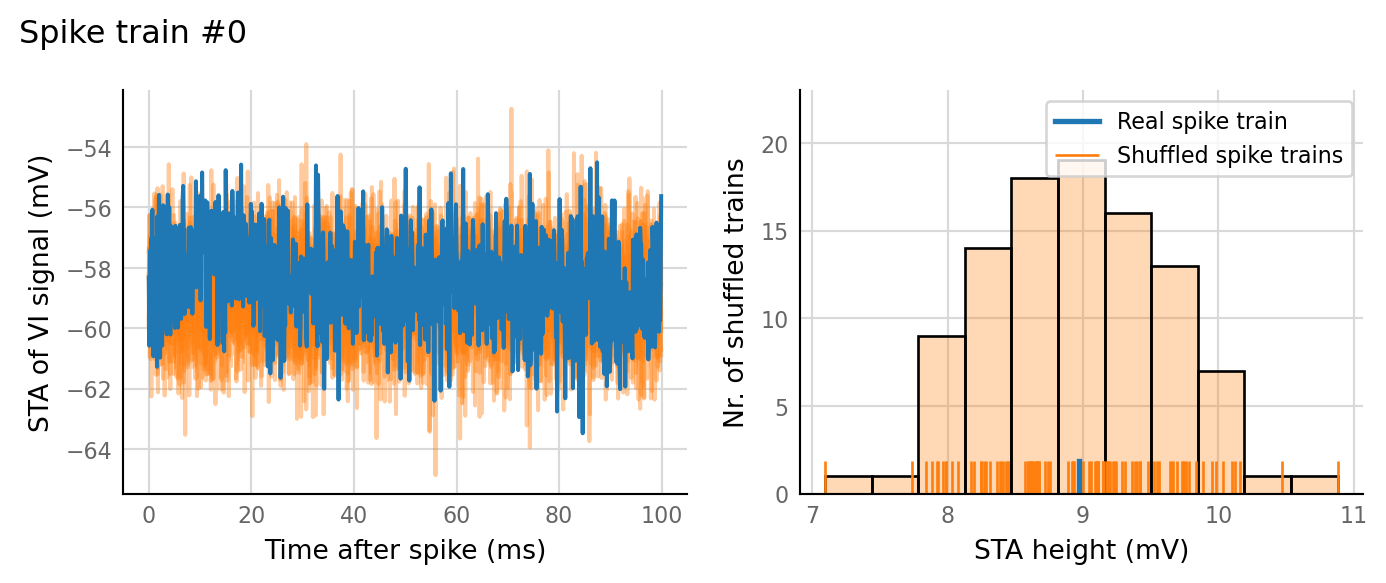 Spike train #0
STA of VI signal (mV)
−54
−56
−58
−60
−62
−64
0 20 40 60 80 100
Time after spike (ms)
Nr. of shuffled trains
20
15
10
5
0
7 8 9 10 11
STA height (mV)
Real spike train
Shuffled spike trains